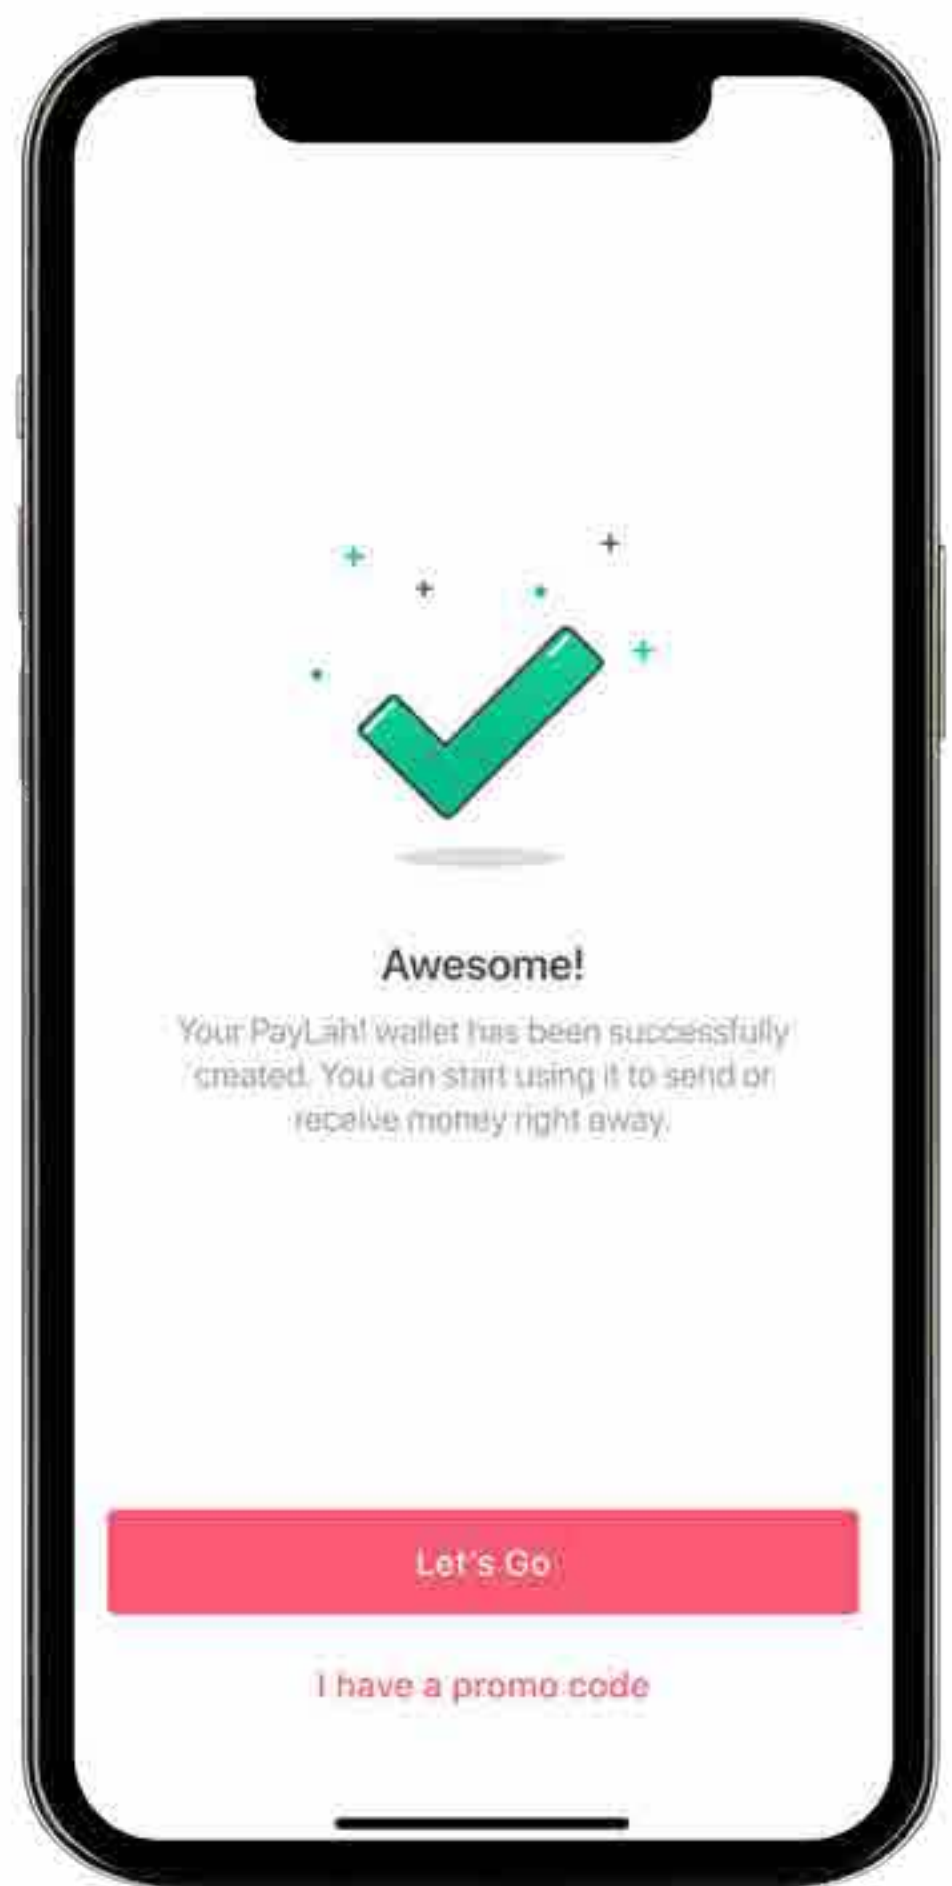 Awesome!
Your PayLah! wallet has been successfully
created. You can start using it to send or
receive money right away.
Let's Go
I have a promo code